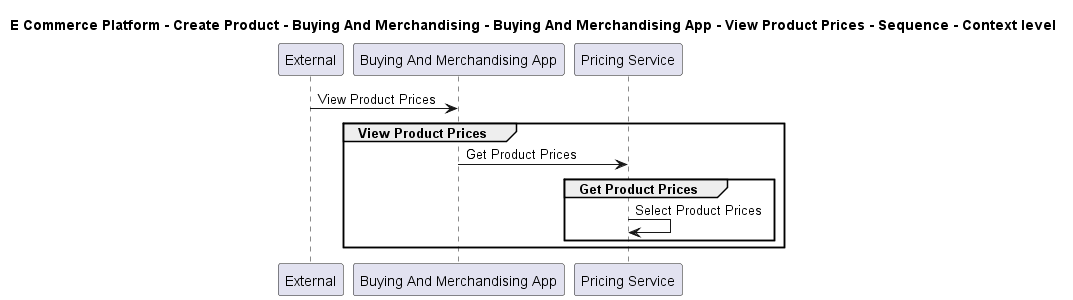 E Commerce Platform - Create Product - Buying And Merchandising - Buying And Merchandising App - View Product Prices - Sequence - Context level
External
Buying And Merchandising App
Pricing Service
View Product Prices
View Product Prices
Get Product Prices
Get Product Prices
Select Product Prices
External
Buying And Merchandising App
Pricing Service